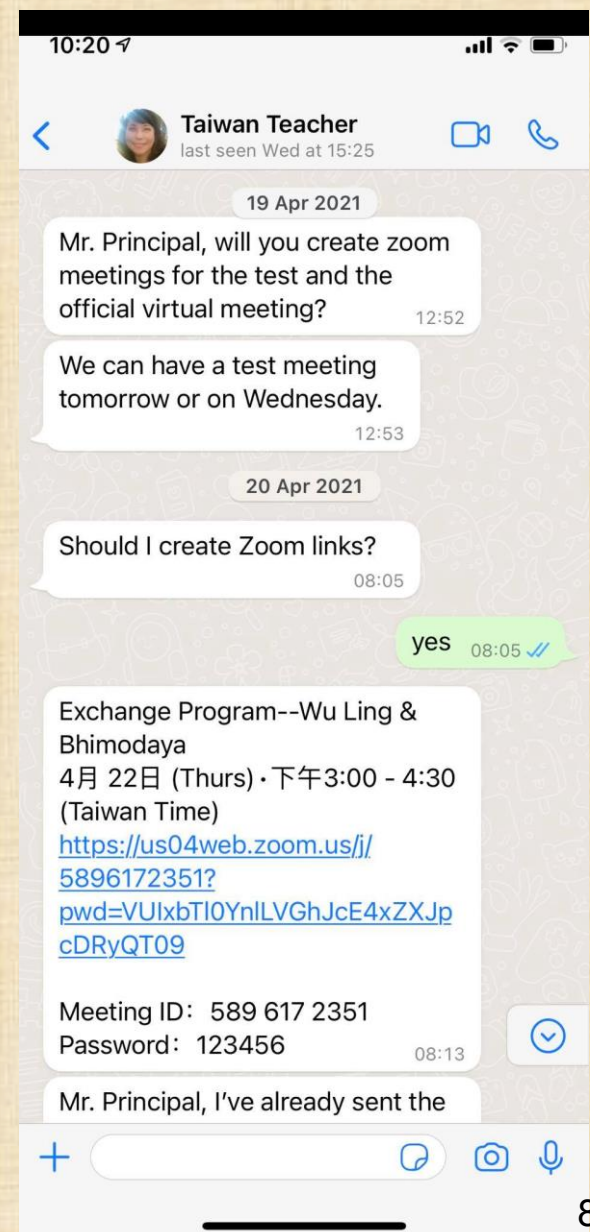 10:20
Taiwan Teacher
last seen Wed at 15:25
19 Apr 2021
Mr. Principal, will you create zoom
meetings for the test and the
official virtual meeting?
12:52
We can have a test meeting
tomorrow or on Wednesday.
12:53
20 Apr 2021
Should I create Zoom links?
08:05
yes 08:05
Exchange Program--Wu Ling &
Bhimodaya
4月 22日 (Thurs)·下午3:00 - 4:30
(Taiwan Time)
https://us04web.zoom.us/j/
5896172351?
pwd=VUIxbTl0YnlLVGhJcE4xZXJp
cDRyQT09
Meeting ID： 589 617 2351
Password： 123456
08:13
Mr. Principal, I've already sent the
8